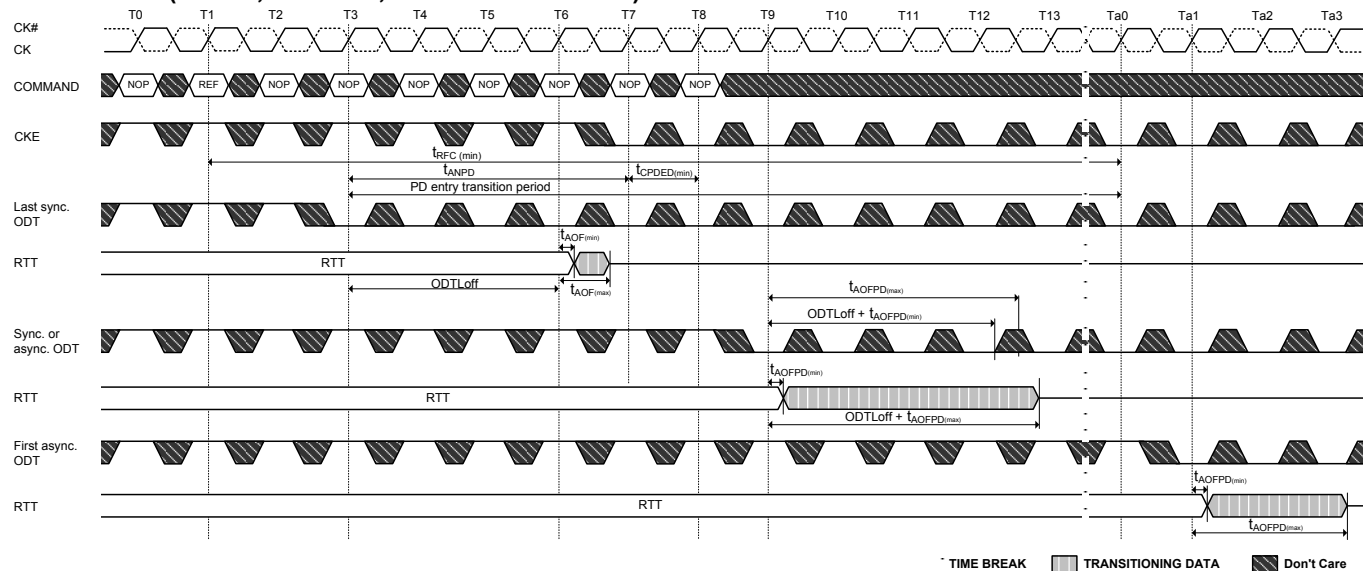 T0 T1 T2 T3 T4 T5 T6 T7 T8 T9 T10 T11 T12 T13 Ta0 Ta1 Ta2 Ta3
CK#
CK
COMMAND NOP REF NOP NOP NOP NOP NOP NOP NOP
CKE
tRFC (min)
tANPD tCPDED(min)
PD entry transition period
Last sync.
ODT
tAOF(min)
RTT RTT
ODTLoff tAOF(max)
tAOFPD(max)
ODTLoff + tAOFPD(min)
Sync. or
async. ODT
tAOFPD(min)
RTT RTT
ODTLoff + tAOFPD(max)
First async.
ODT
tAOFPD(min)
RTT RTT
tAOFPD(max)
TIME BREAK TRANSITIONING DATA Don't Care